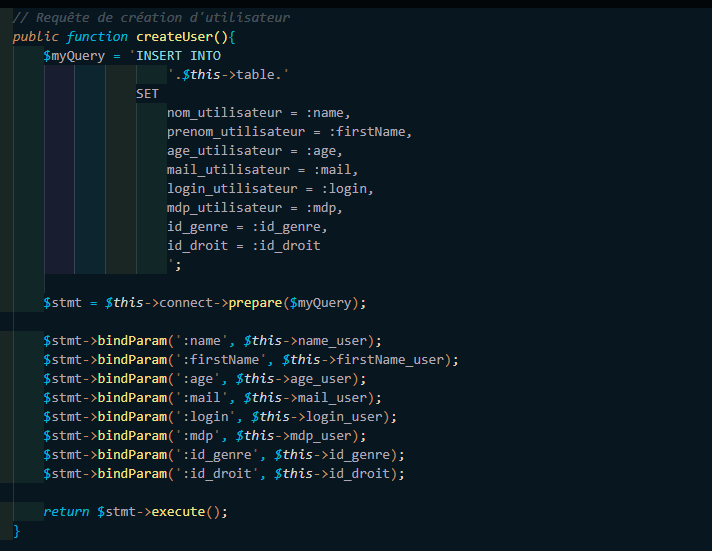 // Requête de création d'utilisateur
public function createUser(){
$myQuery = 'INSERT INTO
'.$this->table.'
SET
nom_utilisateur = :name,
prenom_utilisateur = :firstName,
age_utilisateur = :age,
mail_utilisateur = :mail,
login_utilisateur = :login,
mdp_utilisateur = :mdp,
id_genre = :id_genre,
id_droit = :id_droit
';
$stmt = $this->connect->prepare($myQuery);
$stmt->bindParam(':name', $this->name_user);
$stmt->bindParam(':firstName', $this->firstName_user);
$stmt->bindParam(':age', $this->age_user);
$stmt->bindParam(':mail', $this->mail_user);
$stmt->bindParam(':login', $this->login_user);
$stmt->bindParam(':mdp', $this->mdp_user);
$stmt->bindParam(':id_genre', $this->id_genre);
$stmt->bindParam(':id_droit', $this->id_droit);
return $stmt->execute();
}